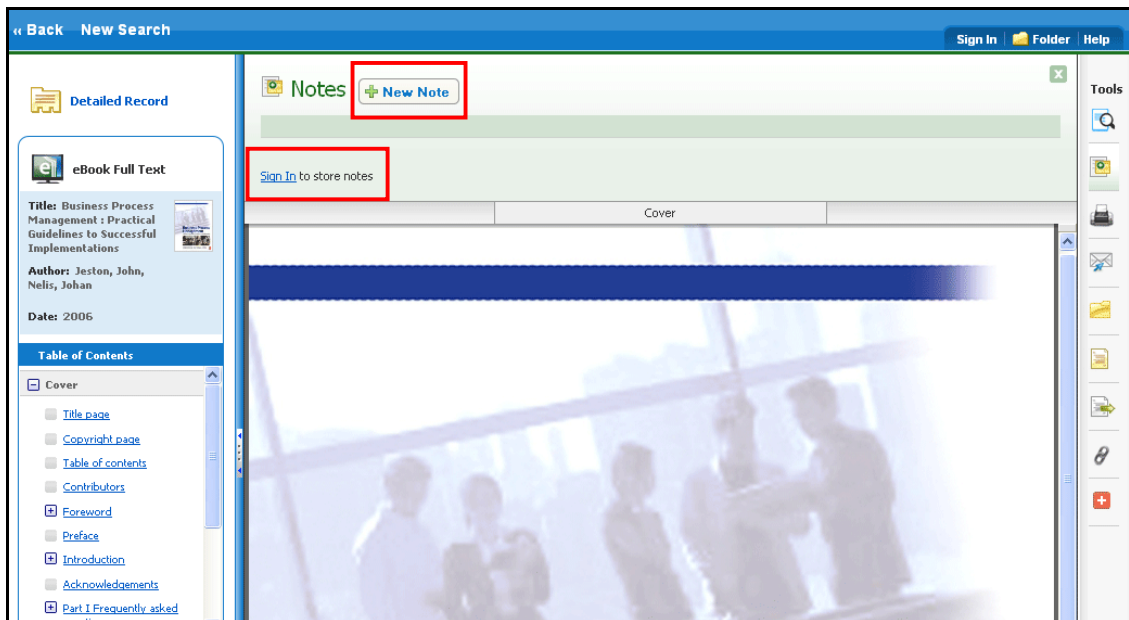 ‹‹ Back New Search
Sign In Folder Help
Detailed Record
eBook Full Text
Title: Business Process
Management : Practical
Guidelines to Successful
Implementations
Author: Jeston, John,
Nelis, Johan
Date: 2006
Table of Contents
Cover
Title page
Copyright page
Table of contents
Contributors
Foreword
Preface
Introduction
Acknowledgements
Part I Frequently asked
Notes New Note
Sign In to store notes
Cover
Tools